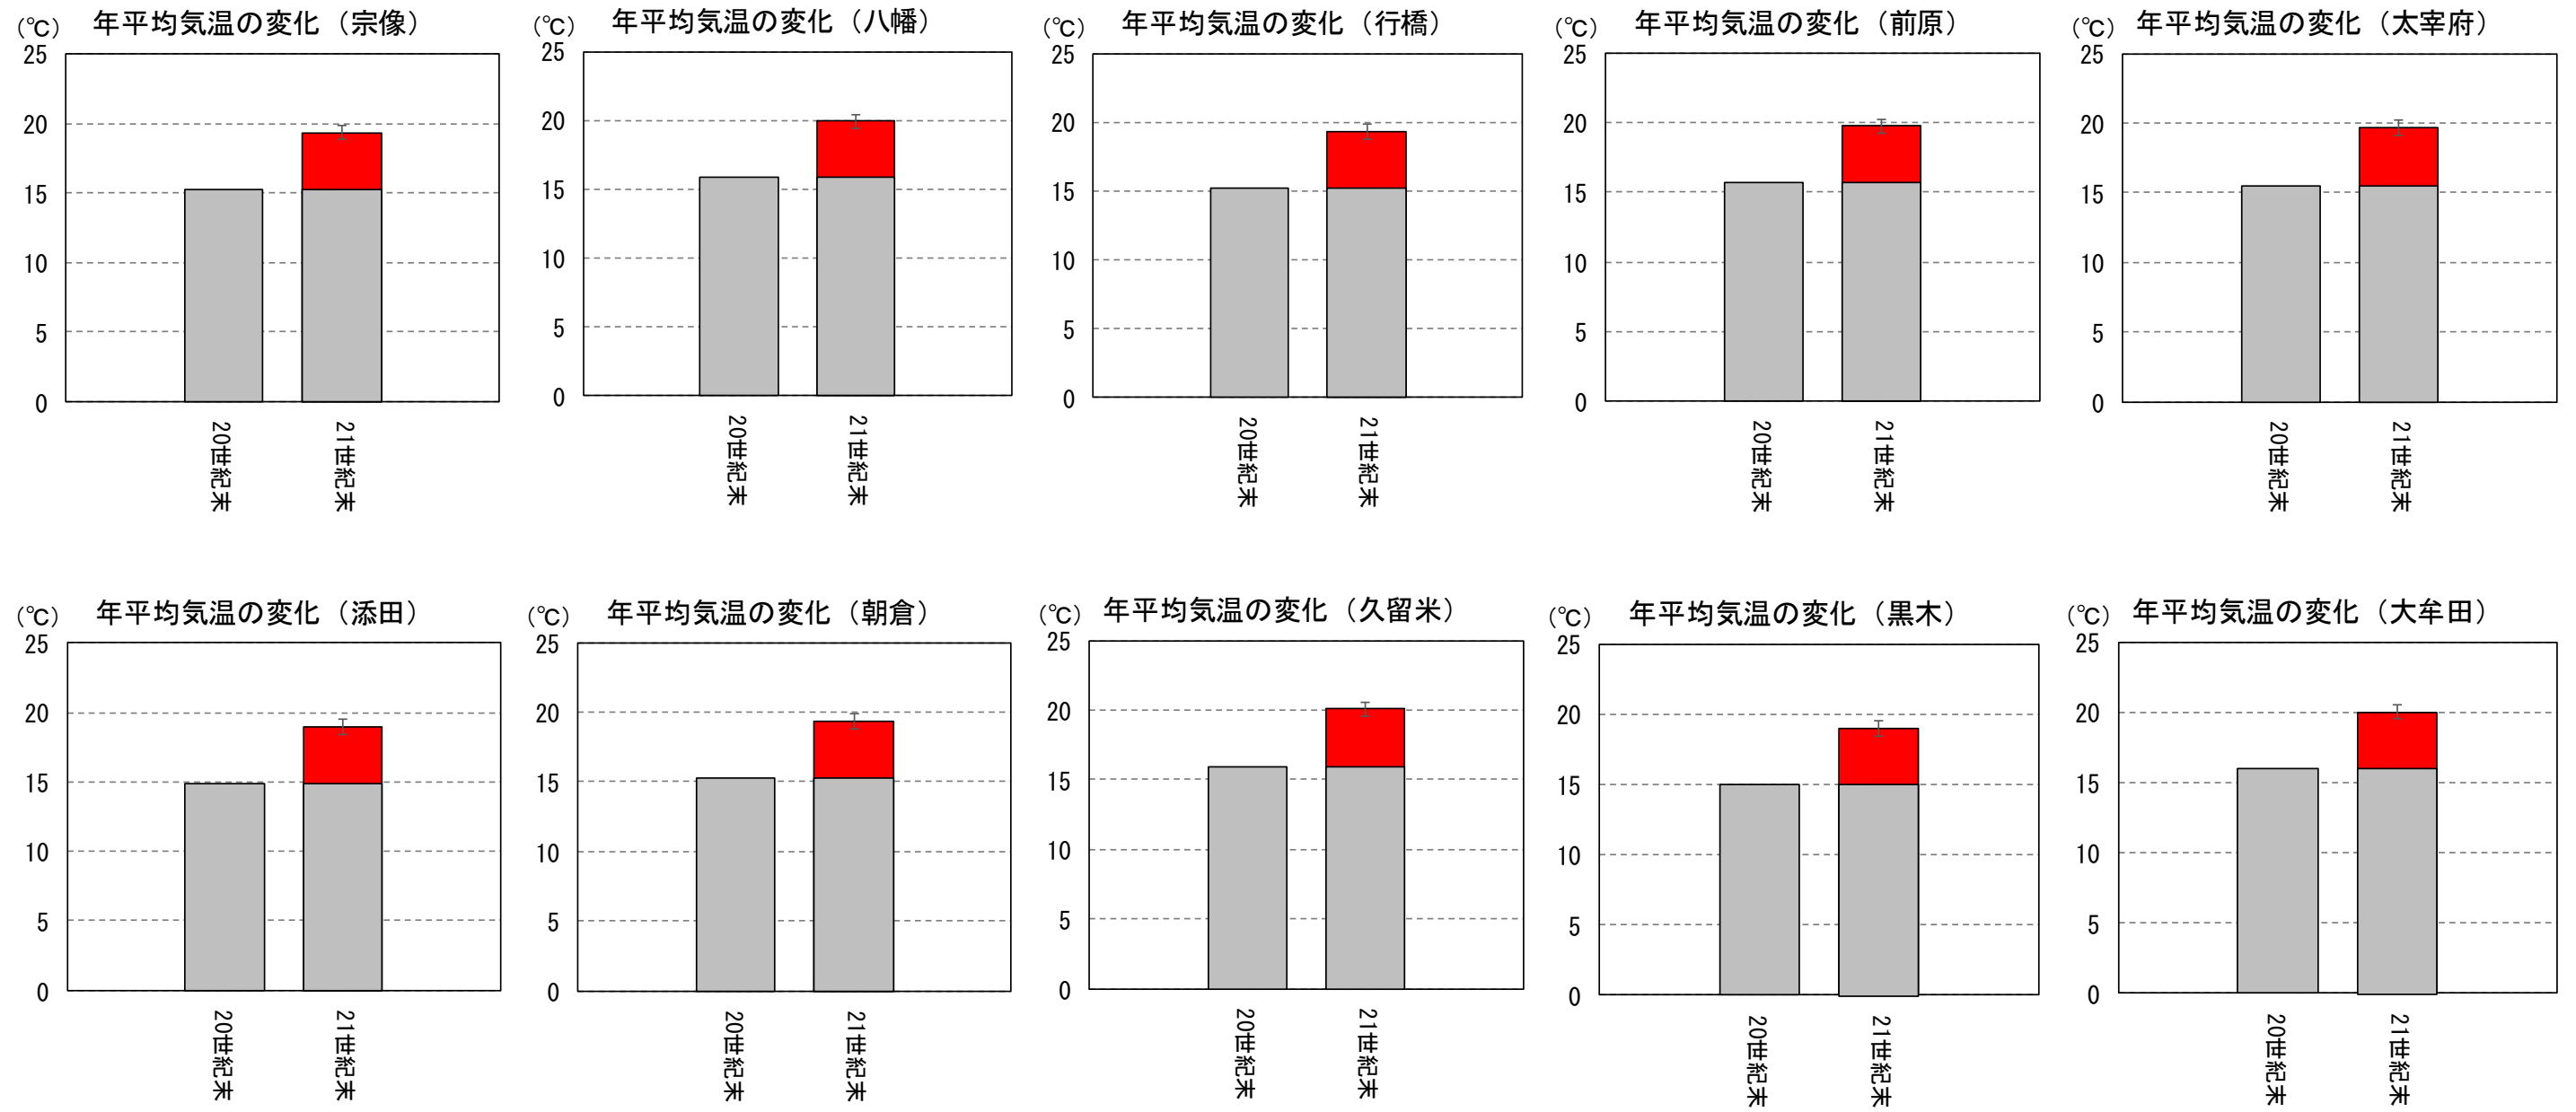 (℃) 年平均気温の変化（宗像）
25
20
15
10
5
0
20世紀末
21世紀末
(℃) 年平均気温の変化（八幡）
25
20
15
10
5
0
20世紀末
21世紀末
(℃) 年平均気温の変化（行橋）
25
20
15
10
5
0
20世紀末
21世紀末
(℃) 年平均気温の変化（前原）
25
20
15
10
5
0
20世紀末
21世紀末
(℃) 年平均気温の変化（太宰府）
25
20
15
10
5
0
20世紀末
21世紀末
(℃) 年平均気温の変化（添田）
25
20
15
10
5
0
20世紀末
21世紀末
(℃) 年平均気温の変化（朝倉）
25
20
15
10
5
0
20世紀末
21世紀末
(℃) 年平均気温の変化（久留米）
25
20
15
10
5
0
20世紀末
21世紀末
(℃) 年平均気温の変化（黒木）
25
20
15
10
5
0
20世紀末
21世紀末
(℃) 年平均気温の変化（大牟田）
25
20
15
10
5
0
20世紀末
21世紀末